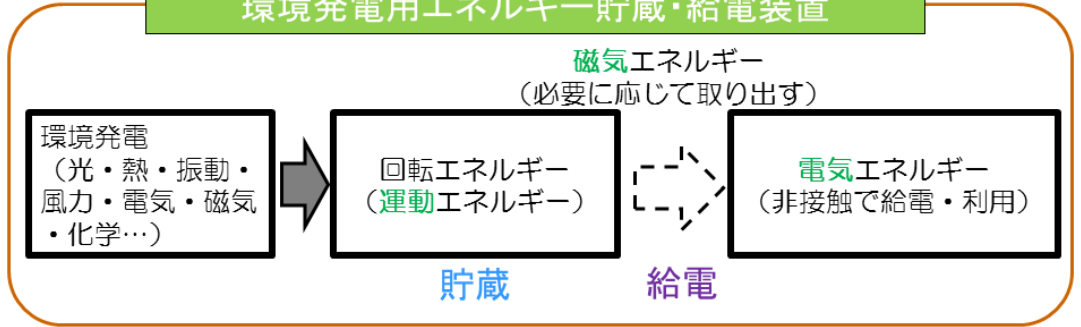 環境発電用エネルギー貯蔵・給電装置
磁気エネルギー
（必要に応じて取り出す）
環境発電
（光・熱・振動・
風力・電気・磁気
・化学…）
回転エネルギー
（運動エネルギー）
電気エネルギー
（非接触で給電・利用）
貯蔵
給電